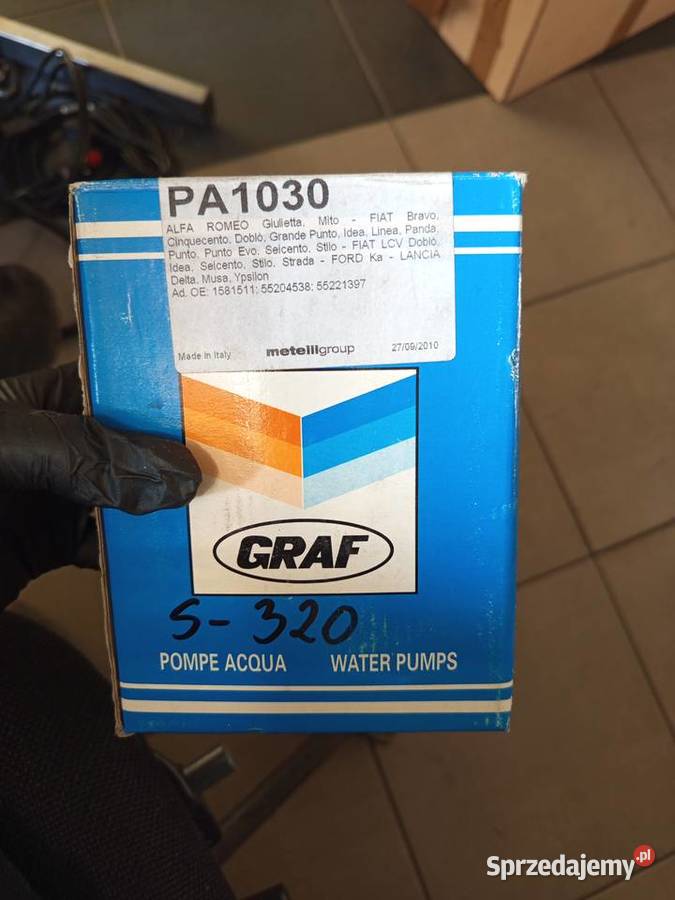 PA1030
ALFA ROMEO Giulietta, Mito - FIAT Bravo,
Cinquecento, Doblò, Grande Punto, Idea, Linea, Panda,
Punto, Punto Evo, Seicento, Stilo - FIAT LCV Doblò,
Idea, Seicento, Stilo, Strada - FORD Ka - LANCIA
Delta, Musa, Ypsilon
Ad. OE: 1581511; 55204538; 55221397
Made in Italy metelligroup 27/09/2010
GRAF
S-320
POMPE ACQUA WATER PUMPS
Sprzedajemy.pl